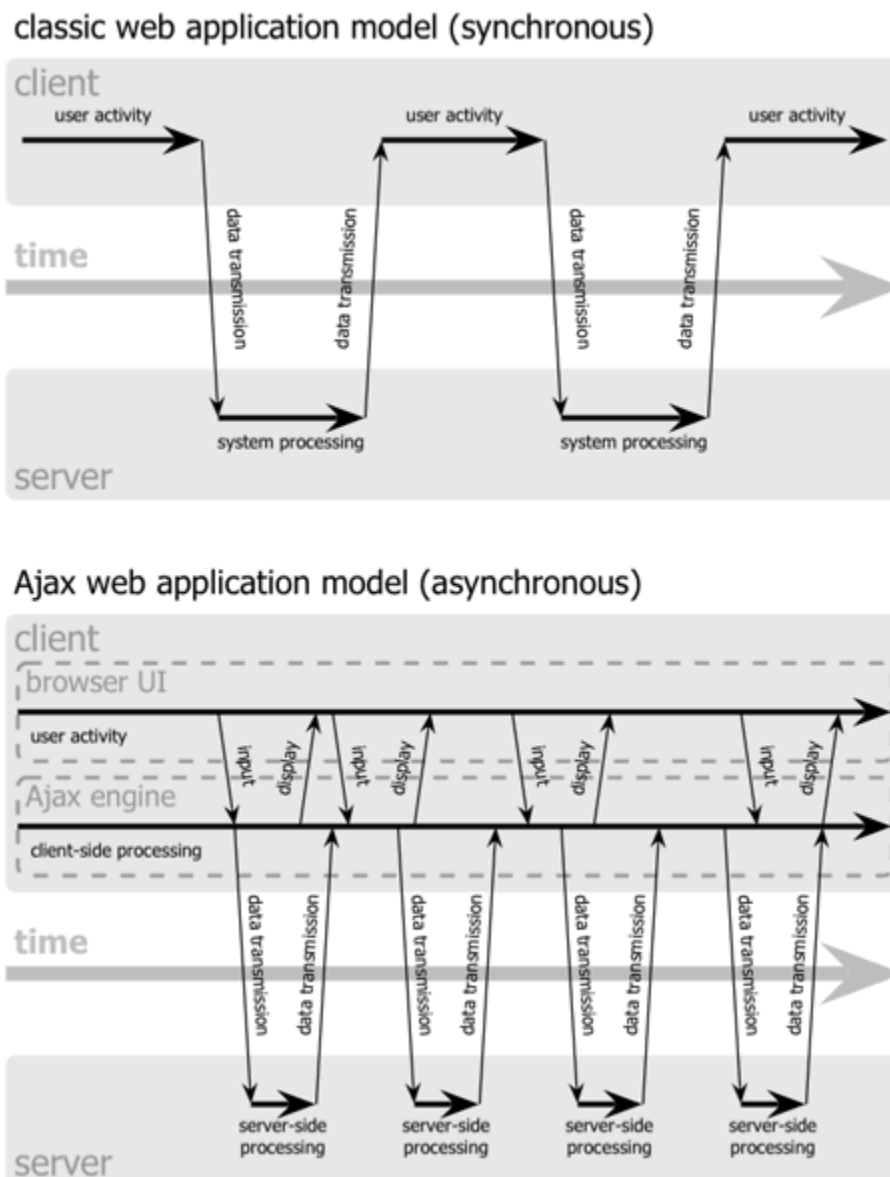 classic web application model (synchronous)
client
user activity
user activity
user activity
data transmission
data transmission
data transmission
data transmission
time
system processing
system processing
server
Ajax web application model (asynchronous)
client
browser UI
user activity
input
display
input
display
input
display
input
display
Ajax engine
client-side processing
data transmission
data transmission
data transmission
data transmission
data transmission
data transmission
data transmission
data transmission
time
server-side
processing
server-side
processing
server-side
processing
server-side
processing
server